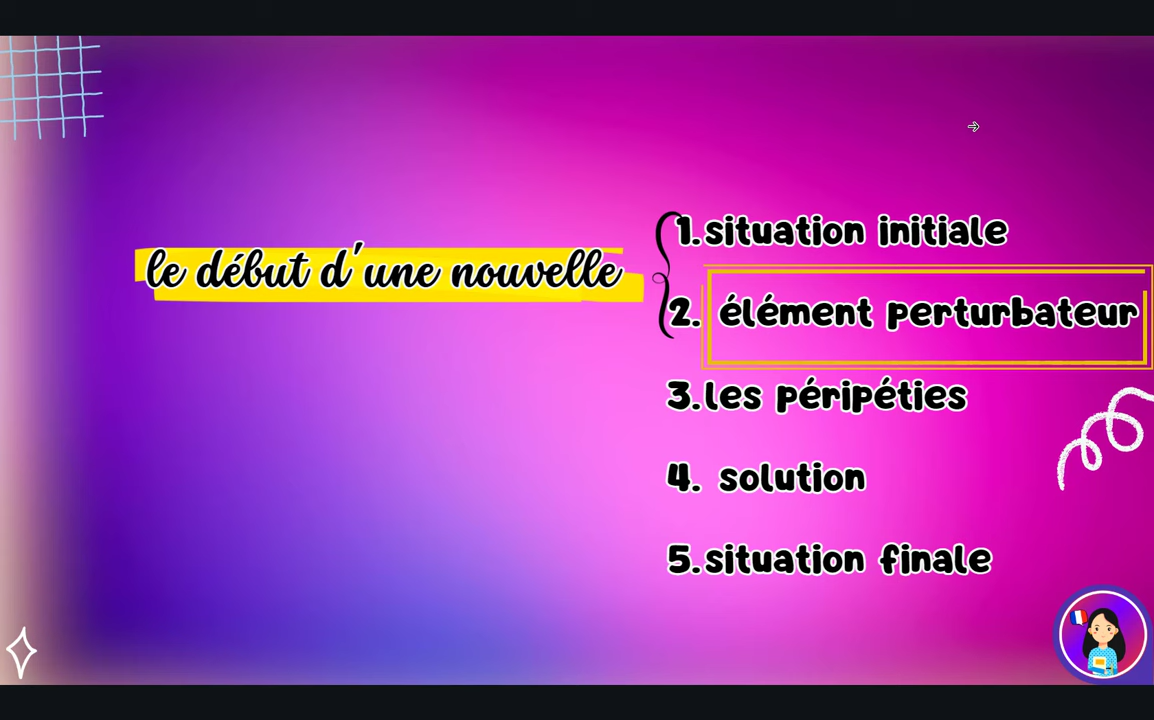 le début d'une nouvelle
1.situation initiale
2. élément perturbateur
3.les péripéties
4. solution
5.situation finale